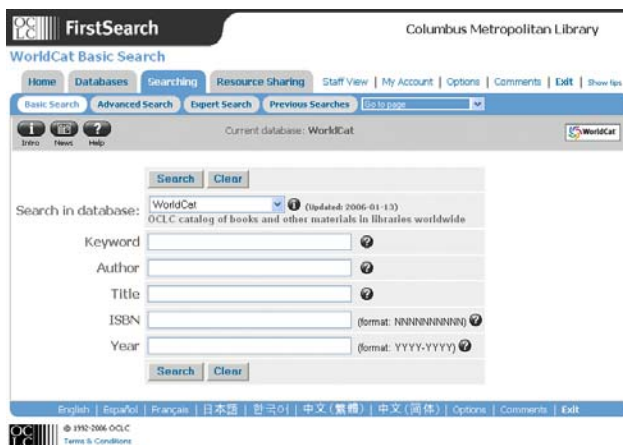 OCLC FirstSearch Columbus Metropolitan Library
WorldCat Basic Search
Home Databases Searching Resource Sharing Staff View | My Account | Options | Comments | Exit | Show tips
Basic Search Advanced Search Expert Search Previous Searches Go to page
Intro News Help Current database: WorldCat WorldCat
Search Clear
Search in database: WorldCat (Updated: 2006-01-13)
OCLC catalog of books and other materials in libraries worldwide
Keyword
Author
Title
ISBN (format: NNNNNNNNNN)
Year (format: YYYY-YYYY)
Search Clear
English | Español | Français | 日本語 | 한국어 | 中文(繁體) | 中文(简体) | Options | Comments | Exit
OCLC © 1992-2006 OCLC
Terms & Conditions